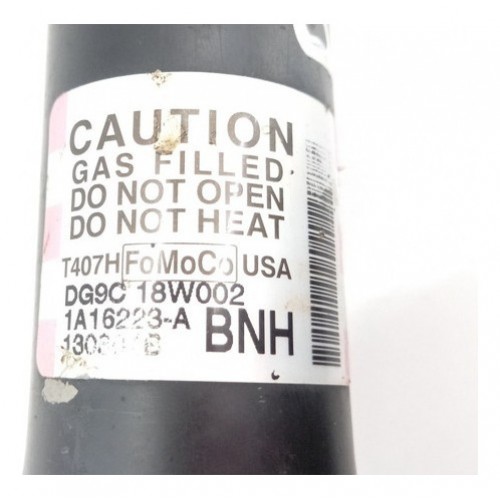 CAUTION
GAS FILLED
DO NOT OPEN
DO NOT HEAT
T407H FoMoCo USA
DG9C 18W002
1A16223-A
BNH